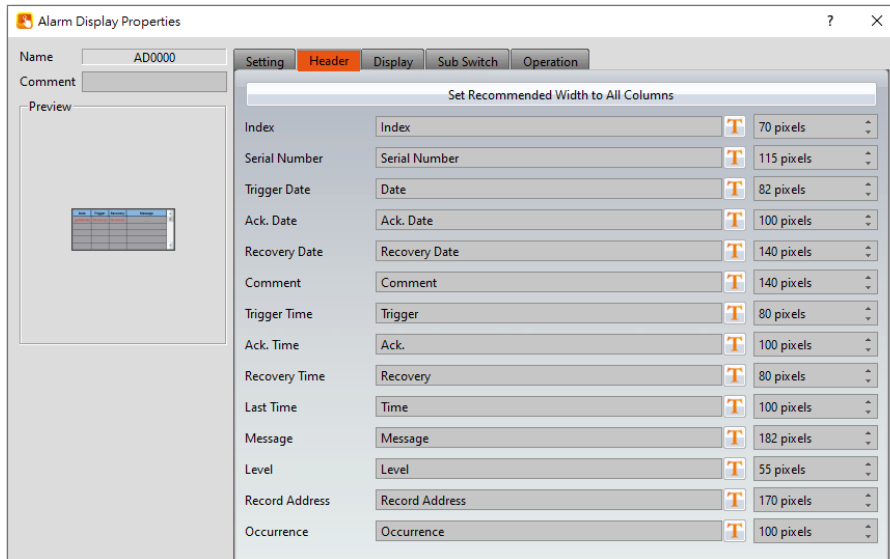 Alarm Display Properties ?
Name AD0000
Comment
Preview
Date Trigger Recovery Message
Setting Header Display Sub Switch Operation
Set Recommended Width to All Columns
Index Index T 70 pixels
Serial Number Serial Number T 115 pixels
Trigger Date Date T 82 pixels
Ack. Date Ack. Date T 100 pixels
Recovery Date Recovery Date T 140 pixels
Comment Comment T 140 pixels
Trigger Time Trigger T 80 pixels
Ack. Time Ack. T 100 pixels
Recovery Time Recovery T 80 pixels
Last Time Time T 100 pixels
Message Message T 182 pixels
Level Level T 55 pixels
Record Address Record Address T 170 pixels
Occurrence Occurrence T 100 pixels